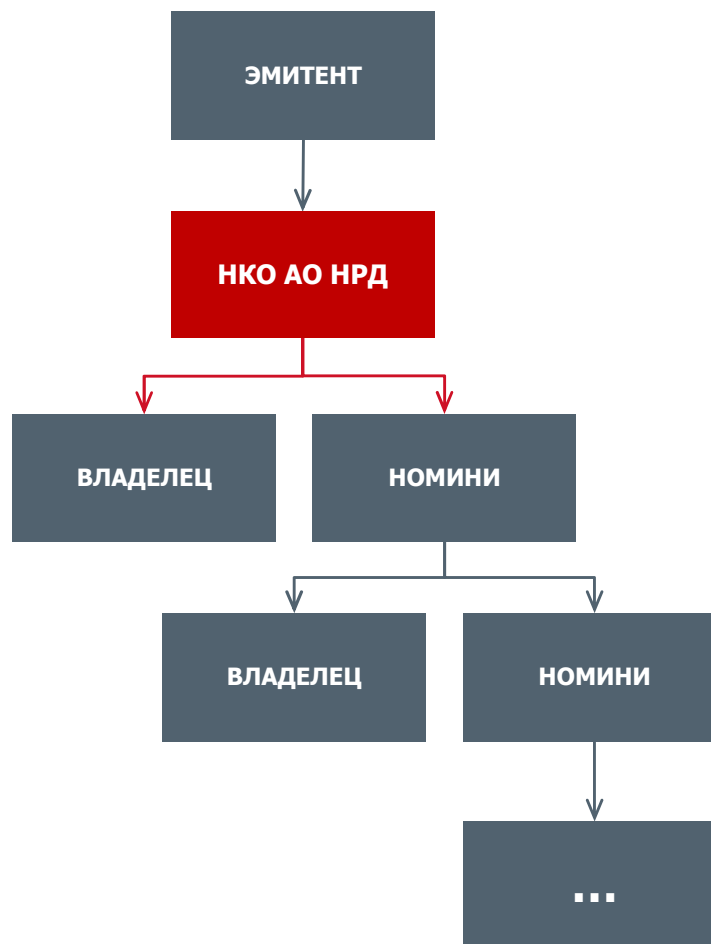 ЭМИТЕНТ
НКО АО НРД
ВЛАДЕЛЕЦ
НОМИНИ
ВЛАДЕЛЕЦ
НОМИНИ
...